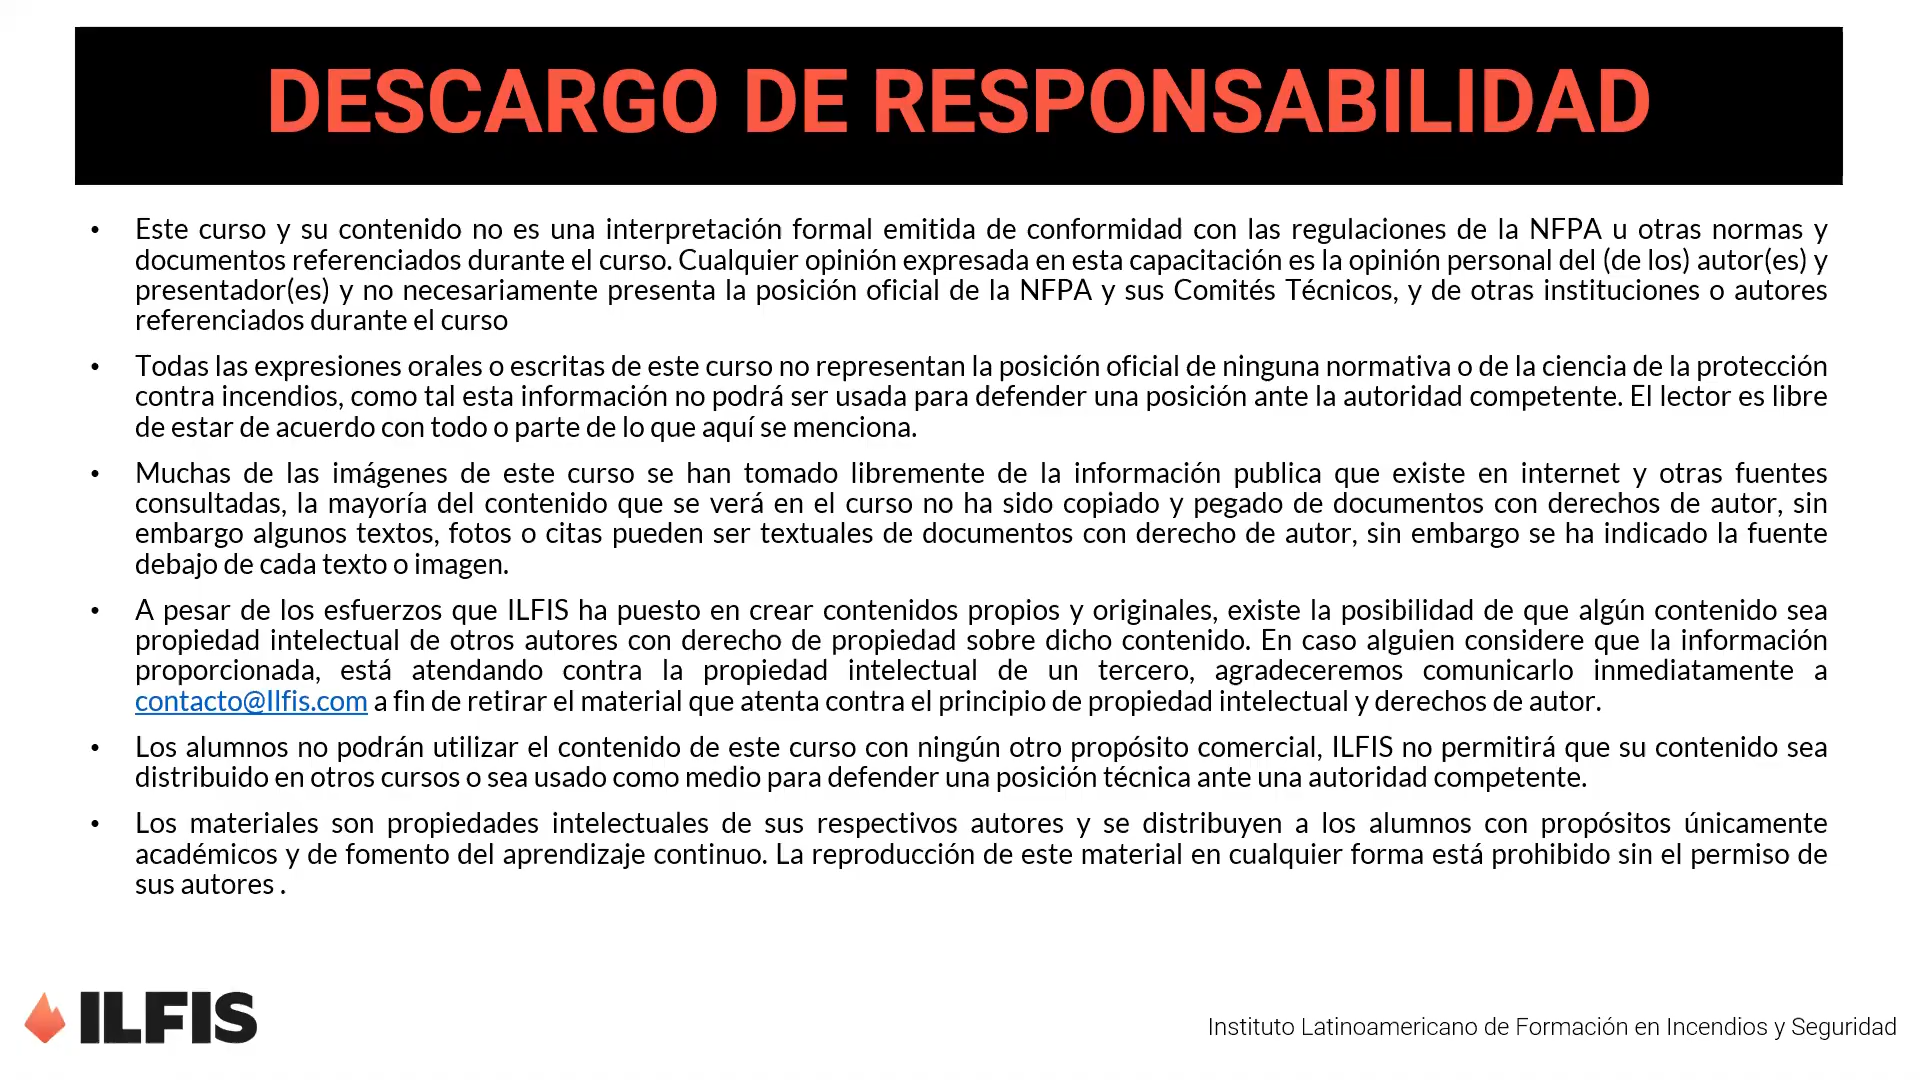 DESCARGO DE RESPONSABILIDAD
• Este curso y su contenido no es una interpretación formal emitida de conformidad con las regulaciones de la NFPA u otras normas y
documentos referenciados durante el curso. Cualquier opinión expresada en esta capacitación es la opinión personal del (de los) autor(es) y
presentador(es) y no necesariamente presenta la posición oficial de la NFPA y sus Comités Técnicos, y de otras instituciones o autores
referenciados durante el curso
• Todas las expresiones orales o escritas de este curso no representan la posición oficial de ninguna normativa o de la ciencia de la protección
contra incendios, como tal esta información no podrá ser usada para defender una posición ante la autoridad competente. El lector es libre
de estar de acuerdo con todo o parte de lo que aquí se menciona.
• Muchas de las imágenes de este curso se han tomado libremente de la información publica que existe en internet y otras fuentes
consultadas, la mayoría del contenido que se verá en el curso no ha sido copiado y pegado de documentos con derechos de autor, sin
embargo algunos textos, fotos o citas pueden ser textuales de documentos con derecho de autor, sin embargo se ha indicado la fuente
debajo de cada texto o imagen.
• A pesar de los esfuerzos que ILFIS ha puesto en crear contenidos propios y originales, existe la posibilidad de que algún contenido sea
propiedad intelectual de otros autores con derecho de propiedad sobre dicho contenido. En caso alguien considere que la información
proporcionada, está atendando contra la propiedad intelectual de un tercero, agradeceremos comunicarlo inmediatamente a
contacto@Ilfis.com a fin de retirar el material que atenta contra el principio de propiedad intelectual y derechos de autor.
• Los alumnos no podrán utilizar el contenido de este curso con ningún otro propósito comercial, ILFIS no permitirá que su contenido sea
distribuido en otros cursos o sea usado como medio para defender una posición técnica ante una autoridad competente.
• Los materiales son propiedades intelectuales de sus respectivos autores y se distribuyen a los alumnos con propósitos únicamente
académicos y de fomento del aprendizaje continuo. La reproducción de este material en cualquier forma está prohibido sin el permiso de
sus autores .
ILFIS
Instituto Latinoamericano de Formación en Incendios y Seguridad